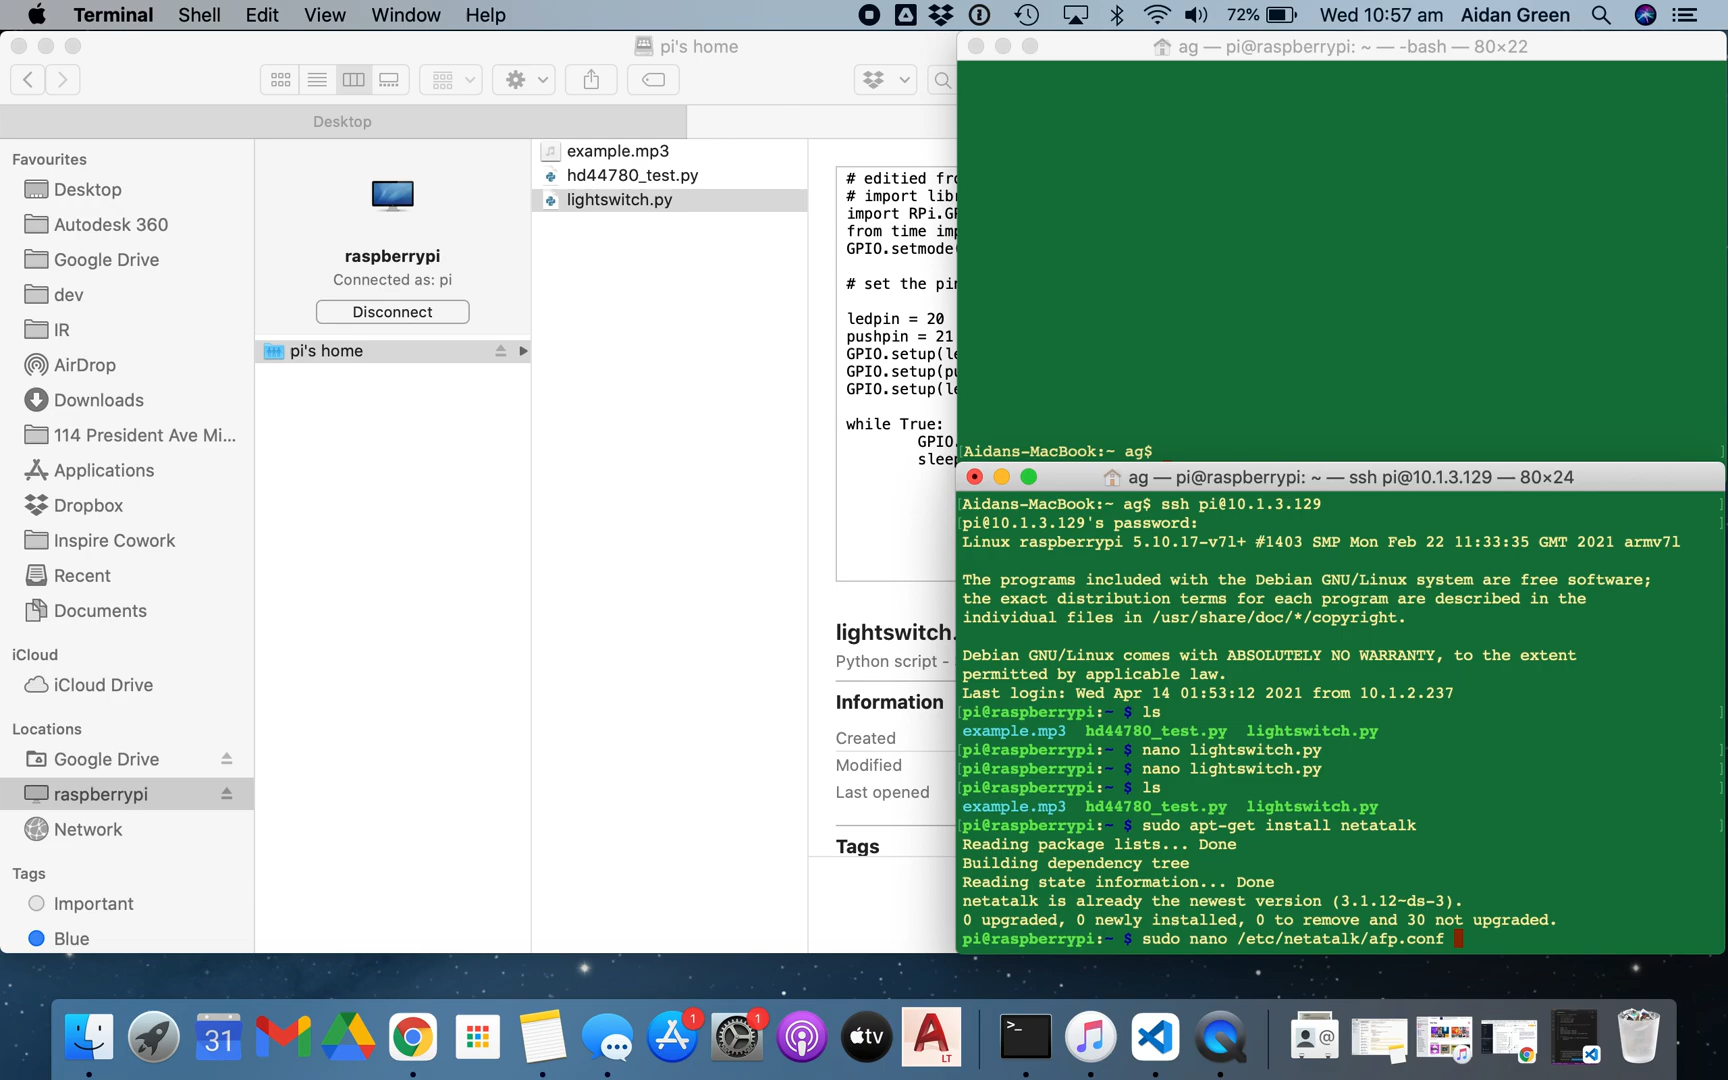 Terminal Shell Edit View Window Help 72% Wed 10:57 am Aidan Green
pi's home
Desktop
Favourites
Desktop
Autodesk 360
Google Drive
dev
IR
AirDrop
Downloads
114 President Ave Mi...
Applications
Dropbox
Inspire Cowork
Recent
Documents
iCloud
iCloud Drive
Locations
Google Drive
raspberrypi
Network
Tags
Important
Blue
raspberrypi
Connected as: pi
Disconnect
pi's home
example.mp3
hd44780_test.py
lightswitch.py
# editied fro
# import libr
import RPi.GP
from time imp
GPIO.setmode(
# set the pin
ledpin = 20
pushpin = 21
GPIO.setup(le
GPIO.setup(pu
GPIO.setup(le
while True:
GPIO.
sleep
lightswitch.
Python script -
Information
Created
Modified
Last opened
Tags
ag — pi@raspberrypi: ~ — -bash — 80×22
Aidans-MacBook:~ ag$
ag — pi@raspberrypi: ~ — ssh pi@10.1.3.129 — 80×24
Aidans-MacBook:~ ag$ ssh pi@10.1.3.129
pi@10.1.3.129's password:
Linux raspberrypi 5.10.17-v7l+ #1403 SMP Mon Feb 22 11:33:35 GMT 2021 armv7l
The programs included with the Debian GNU/Linux system are free software;
the exact distribution terms for each program are described in the
individual files in /usr/share/doc/*/copyright.
Debian GNU/Linux comes with ABSOLUTELY NO WARRANTY, to the extent
permitted by applicable law.
Last login: Wed Apr 14 01:53:12 2021 from 10.1.2.237
pi@raspberrypi:~ $ ls
example.mp3 hd44780_test.py lightswitch.py
pi@raspberrypi:~ $ nano lightswitch.py
pi@raspberrypi:~ $ nano lightswitch.py
pi@raspberrypi:~ $ ls
example.mp3 hd44780_test.py lightswitch.py
pi@raspberrypi:~ $ sudo apt-get install netatalk
Reading package lists... Done
Building dependency tree
Reading state information... Done
netatalk is already the newest version (3.1.12~ds-3).
0 upgraded, 0 newly installed, 0 to remove and 30 not upgraded.
pi@raspberrypi:~ $ sudo nano /etc/netatalk/afp.conf
31
1
1
tv
A
LT
>_
@